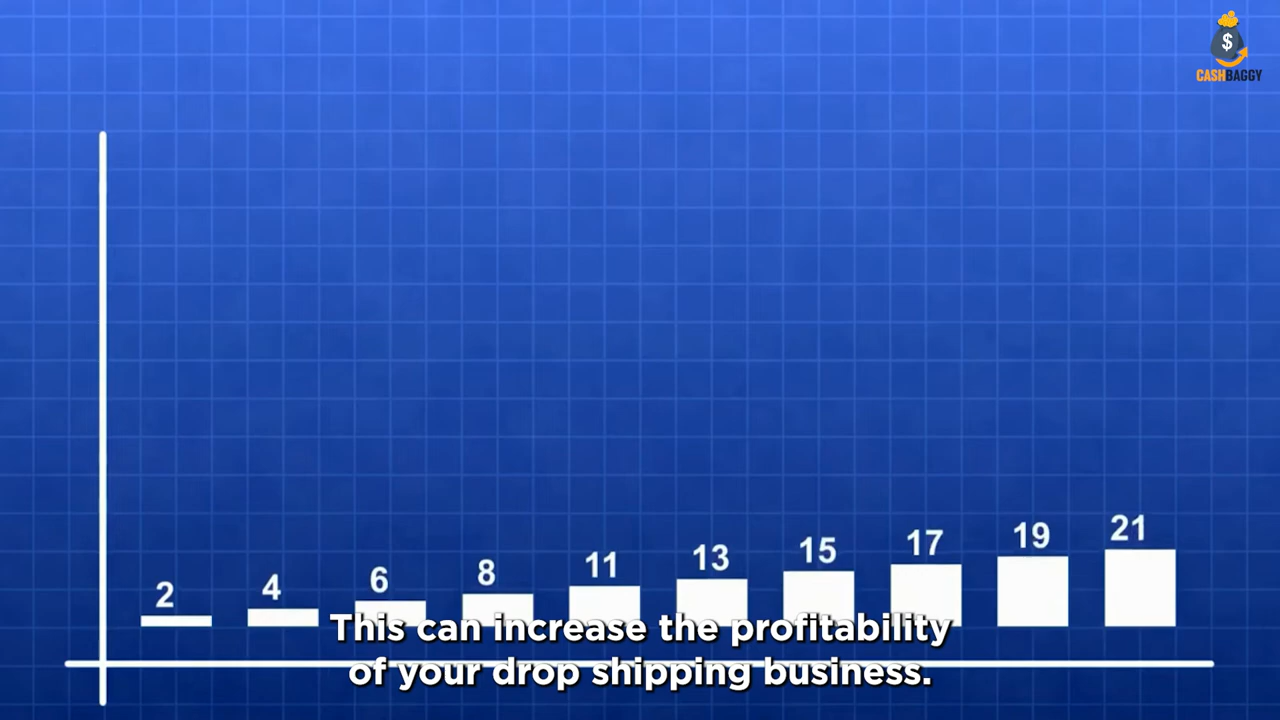 $
CASHBAGGY
2 4 6 8 11 13 15 17 19 21
This can increase the profitability
of your drop shipping business.